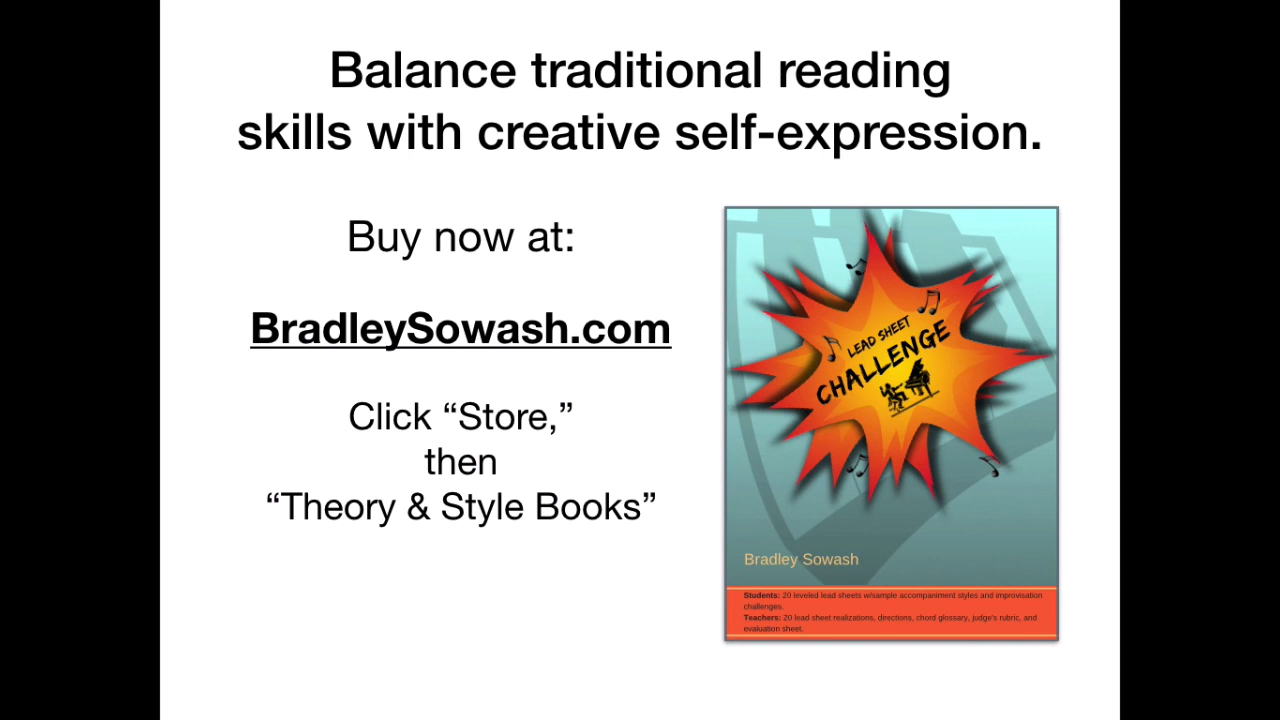 Balance traditional reading
skills with creative self-expression.
Buy now at:
BradleySowash.com
Click “Store,”
then
“Theory & Style Books”
LEAD SHEET
CHALLENGE
Bradley Sowash
Students: 20 leveled lead sheets w/sample accompaniment styles and improvisation
challenges.
Teachers: 20 lead sheet realizations, directions, chord glossary, judge's rubric, and
evaluation sheet.